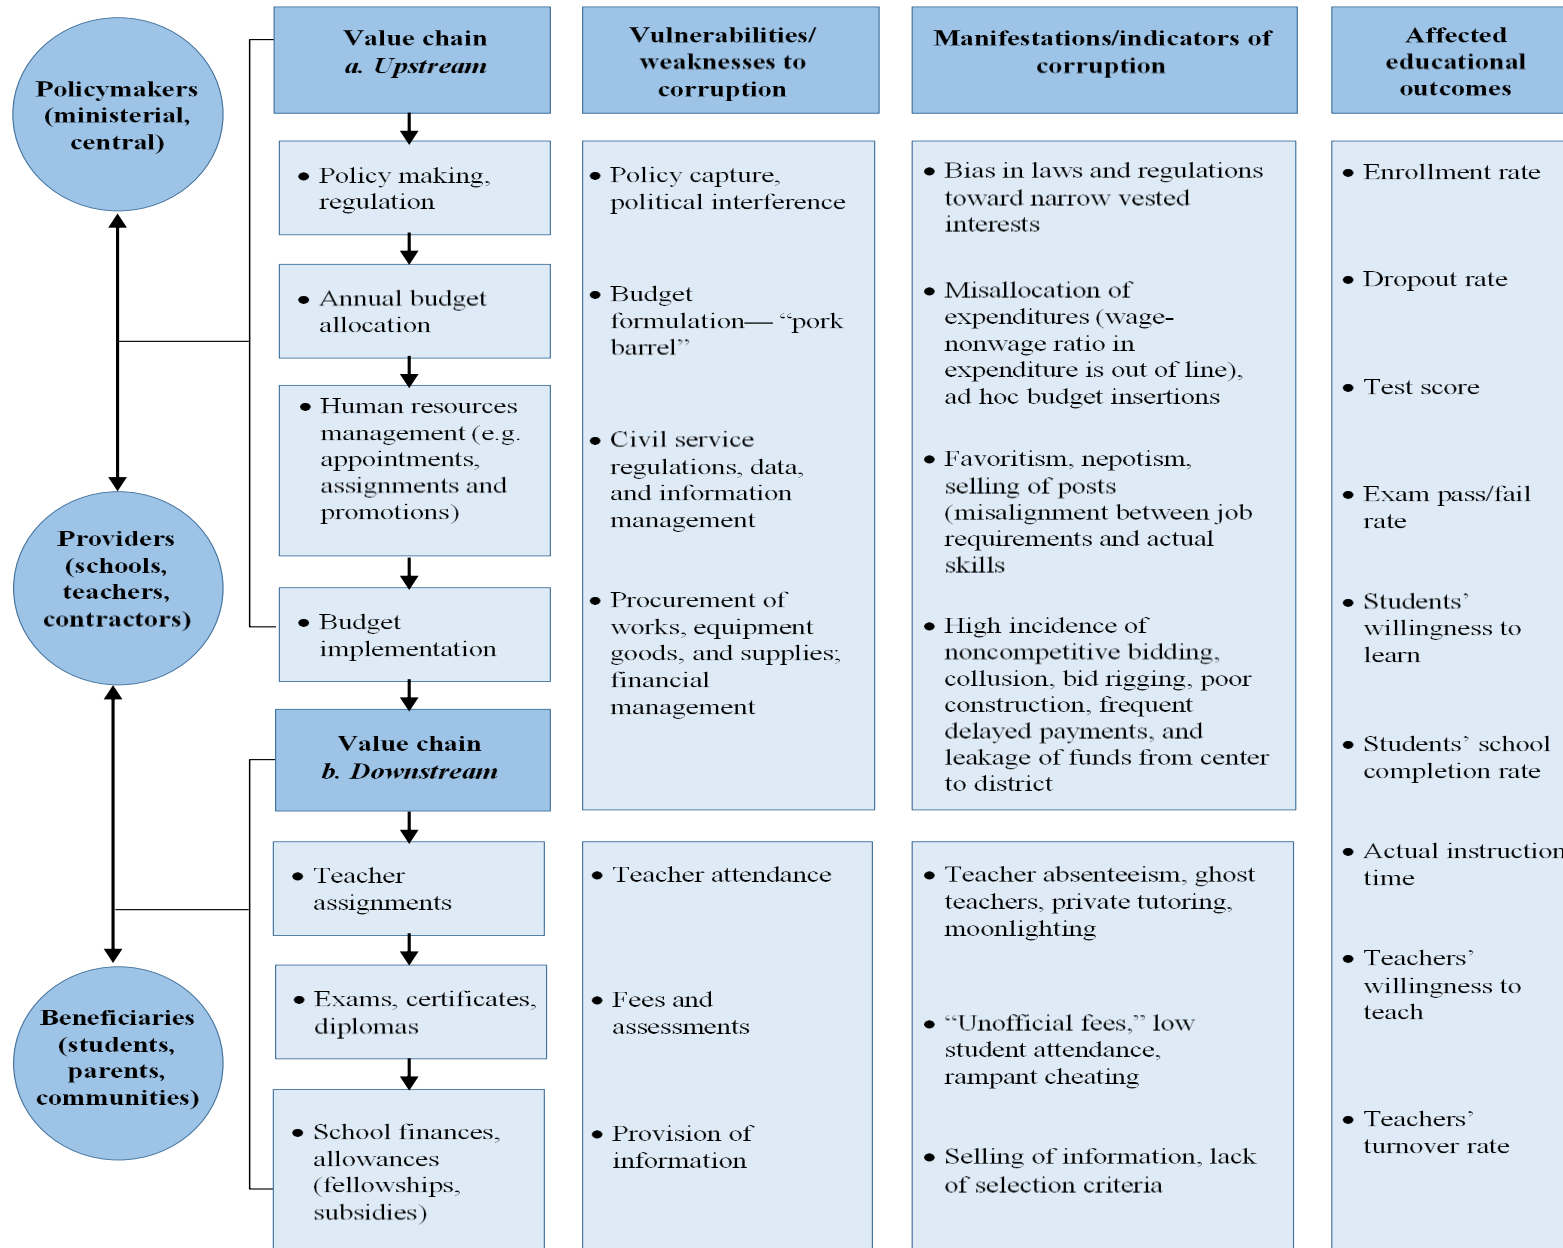 Policymakers
(ministerial,
central)
Providers
(schools,
teachers,
contractors)
Beneficiaries
(students,
parents,
communities)
Value chain
a. Upstream
• Policy making,
regulation
• Annual budget
allocation
• Human resources
management (e.g.
appointments,
assignments and
promotions)
• Budget
implementation
Value chain
b. Downstream
• Teacher
assignments
• Exams, certificates,
diplomas
• School finances,
allowances
(fellowships,
subsidies)
Vulnerabilities/
weaknesses to
corruption
• Policy capture,
political interference
• Budget
formulation— “pork
barrel”
• Civil service
regulations, data,
and information
management
• Procurement of
works, equipment
goods, and supplies;
financial
management
• Teacher attendance
• Fees and
assessments
• Provision of
information
Manifestations/indicators of
corruption
• Bias in laws and regulations
toward narrow vested
interests
• Misallocation of
expenditures (wage-
nonwage ratio in
expenditure is out of line),
ad hoc budget insertions
• Favoritism, nepotism,
selling of posts
(misalignment between job
requirements and actual
skills
• High incidence of
noncompetitive bidding,
collusion, bid rigging, poor
construction, frequent
delayed payments, and
leakage of funds from center
to district
• Teacher absenteeism, ghost
teachers, private tutoring,
moonlighting
• “Unofficial fees,” low
student attendance,
rampant cheating
• Selling of information, lack
of selection criteria
Affected
educational
outcomes
• Enrollment rate
• Dropout rate
• Test score
• Exam pass/fail
rate
• Students’
willingness to
learn
• Students’ school
completion rate
• Actual instruction
time
• Teachers’
willingness to
teach
• Teachers’
turnover rate